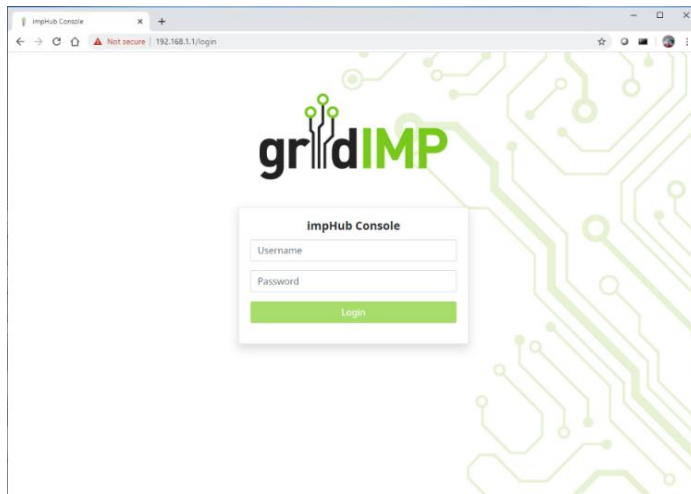 impHub Console
Not secure | 192.168.1.1/login
gridIMP
impHub Console
Username
Password
Login